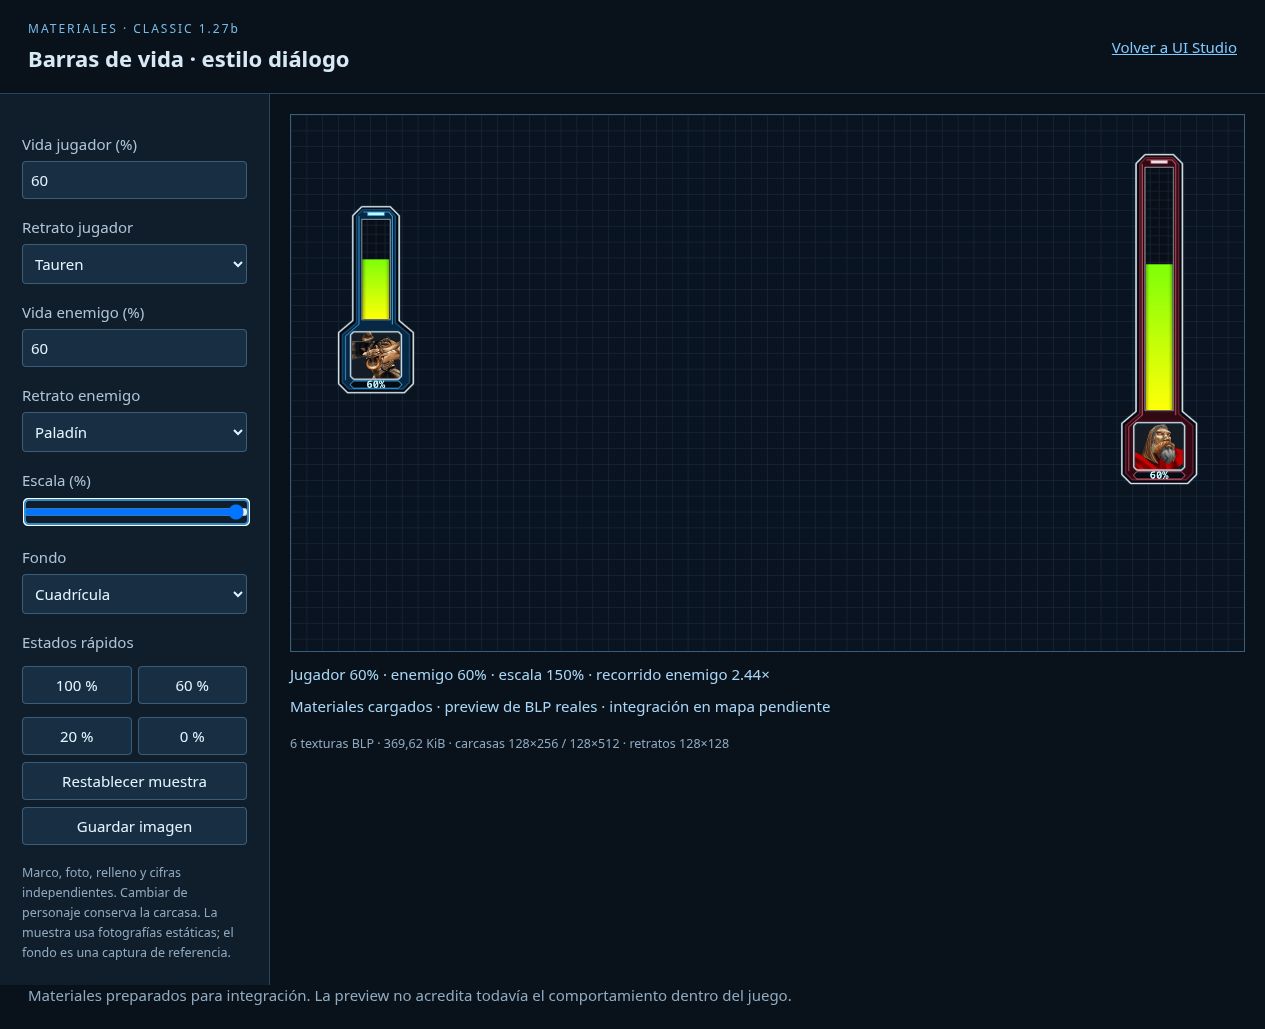 MATERIALES · CLASSIC 1.27b
Barras de vida · estilo diálogo
Volver a UI Studio
Vida jugador (%)
60
Retrato jugador
Tauren
Vida enemigo (%)
60
Retrato enemigo
Paladín
Escala (%)
Fondo
Cuadrícula
Estados rápidos
100 %
60 %
20 %
0 %
Restablecer muestra
Guardar imagen
Marco, foto, relleno y cifras
independientes. Cambiar de
personaje conserva la carcasa. La
muestra usa fotografías estáticas; el
fondo es una captura de referencia.
60%
60%
Jugador 60% · enemigo 60% · escala 150% · recorrido enemigo 2.44×
Materiales cargados · preview de BLP reales · integración en mapa pendiente
6 texturas BLP · 369,62 KiB · carcasas 128×256 / 128×512 · retratos 128×128
Materiales preparados para integración. La preview no acredita todavía el comportamiento dentro del juego.